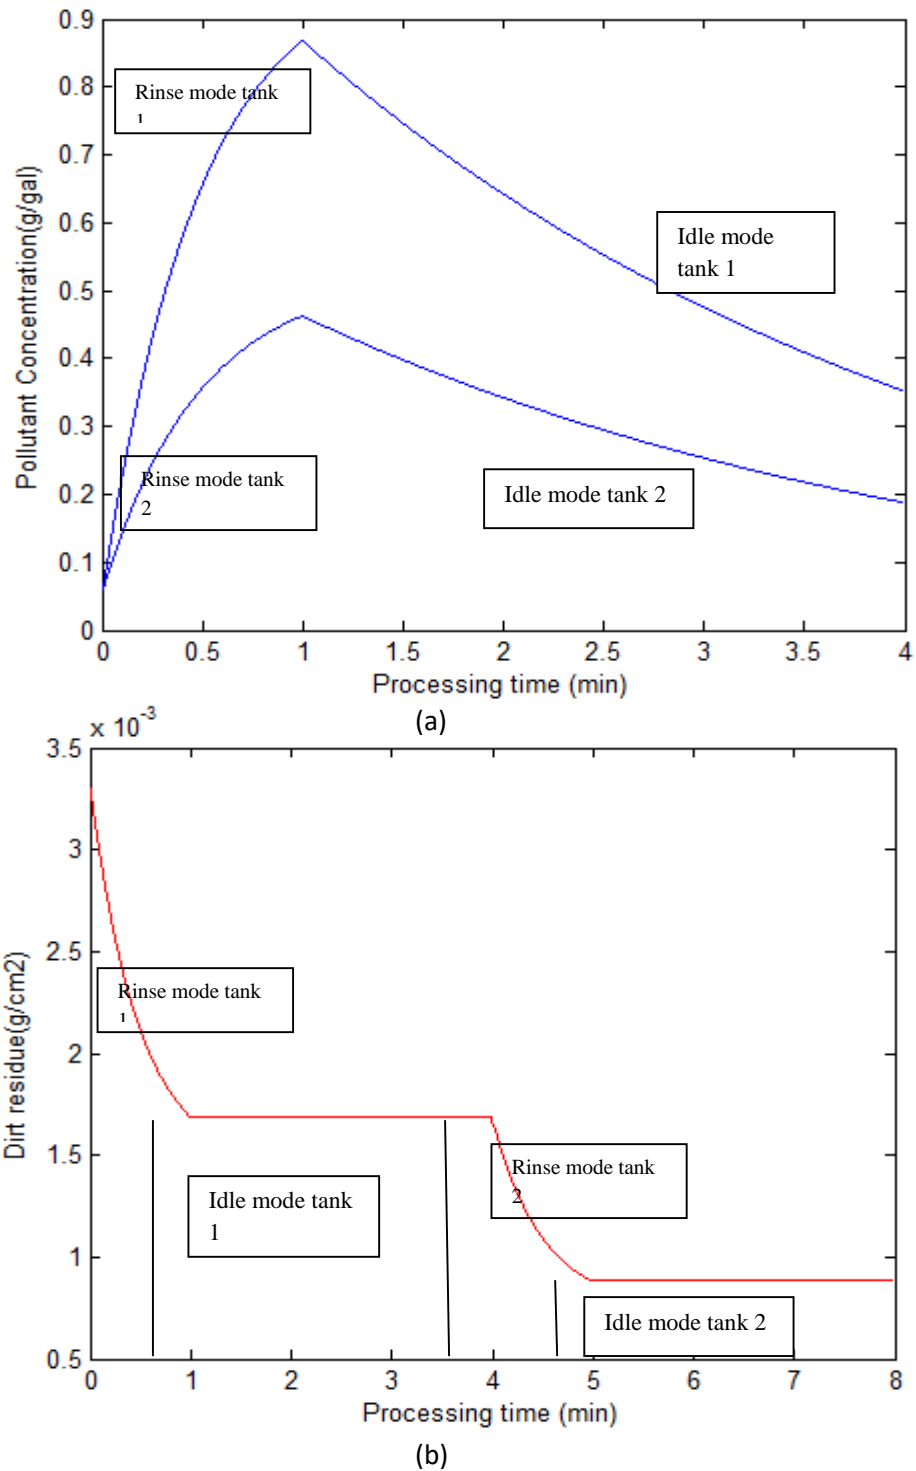 0.9
0.8
0.7
0.6
0.5
0.4
0.3
0.2
0.1
0
Pollutant Concentration(g/gal)
Rinse mode tank
1
Idle mode
tank 1
Rinse mode tank
2
Idle mode tank 2
0 0.5 1 1.5 2 2.5 3 3.5 4
Processing time (min)
(a)
x 10-3
3.5
3
2.5
2
1.5
1
0.5
Dirt residue(g/cm2)
Rinse mode tank
1
Idle mode tank
1
Rinse mode tank
2
Idle mode tank 2
0 1 2 3 4 5 6 7 8
Processing time (min)
(b)